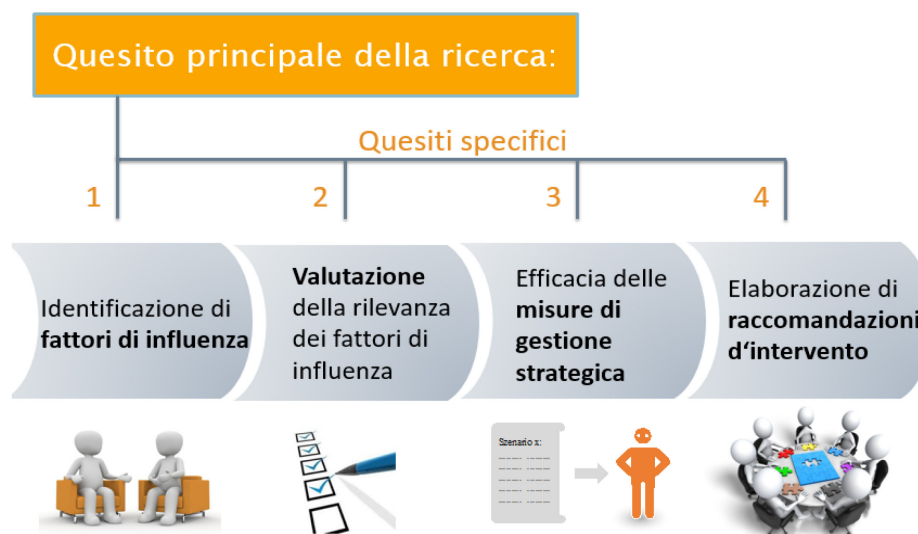 Quesito principale della ricerca:
Quesiti specifici
1
2
3
4
Identificazione di
fattori di influenza
Valutazione
della rilevanza
dei fattori di
influenza
Efficacia delle
misure di
gestione
strategica
Elaborazione di
raccomandazioni
d‘intervento
Szenario x: